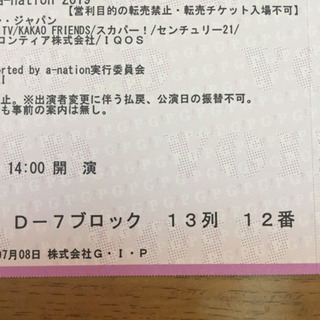 a-nation 2019
【営利目的の転売禁止・転売チケット入場不可】
・ジャパン
TV/KAKAO FRIENDS/スカパー!/センチュリー21/
ロンティア株式会社/IQOS
rted by a-nation実行委員会
止。※出演者変更に伴う払戻、公演日の振替不可。
も事前の案内は無し。
14:00 開 演
D-7ブロック 13列 12番
07月08日 株式会社G・I・P